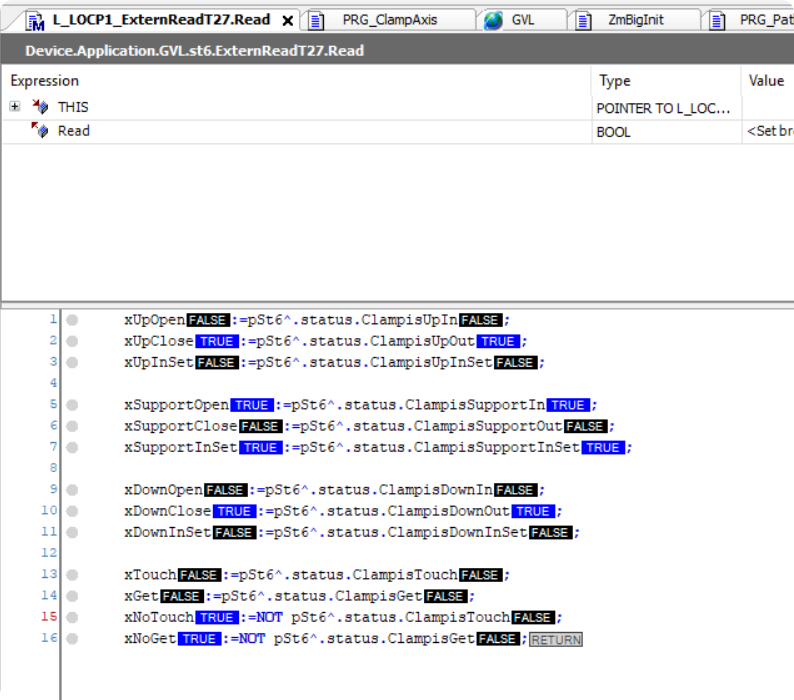 L_LOCP1_ExternReadT27.Read PRG_ClampAxis GVL ZmBigInit PRG_Pat
Device.Application.GVL.st6.ExternReadT27.Read
Expression Type Value
THIS POINTER TO L_LOC...
Read BOOL <Set br
1 xUpOpen FALSE :=pSt6^.status.ClampisUpIn FALSE ;
2 xUpClose TRUE :=pSt6^.status.ClampisUpOut TRUE ;
3 xUpInSet FALSE :=pSt6^.status.ClampisUpInSet FALSE ;
4
5 xSupportOpen TRUE :=pSt6^.status.ClampisSupportIn TRUE ;
6 xSupportClose FALSE :=pSt6^.status.ClampisSupportOut FALSE ;
7 xSupportInSet TRUE :=pSt6^.status.ClampisSupportInSet TRUE ;
8
9 xDownOpen FALSE :=pSt6^.status.ClampisDownIn FALSE ;
10 xDownClose TRUE :=pSt6^.status.ClampisDownOut TRUE ;
11 xDownInSet FALSE :=pSt6^.status.ClampisDownInSet FALSE ;
12
13 xTouch FALSE :=pSt6^.status.ClampisTouch FALSE ;
14 xGet FALSE :=pSt6^.status.ClampisGet FALSE ;
15 xNoTouch TRUE :=NOT pSt6^.status.ClampisTouch FALSE ;
16 xNoGet TRUE :=NOT pSt6^.status.ClampisGet FALSE ; RETURN